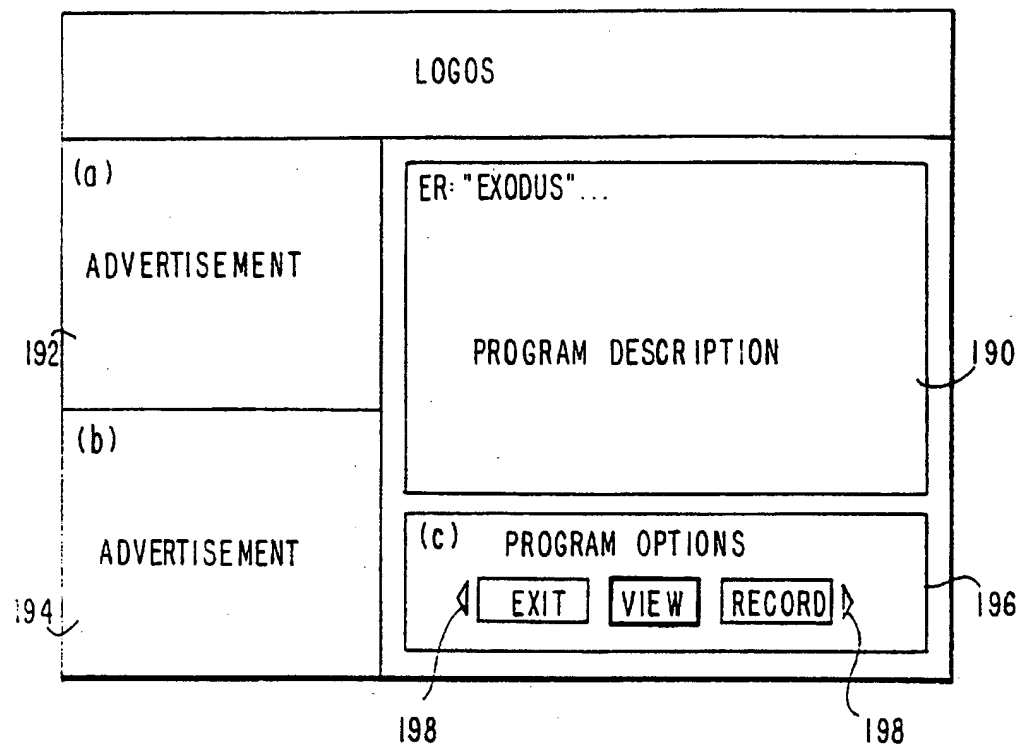 LOGOS
(a)
ADVERTISEMENT
192
(b)
ADVERTISEMENT
194
ER: "EXODUS"...
PROGRAM DESCRIPTION
190
(c) PROGRAM OPTIONS
EXIT VIEW RECORD
196
198 198